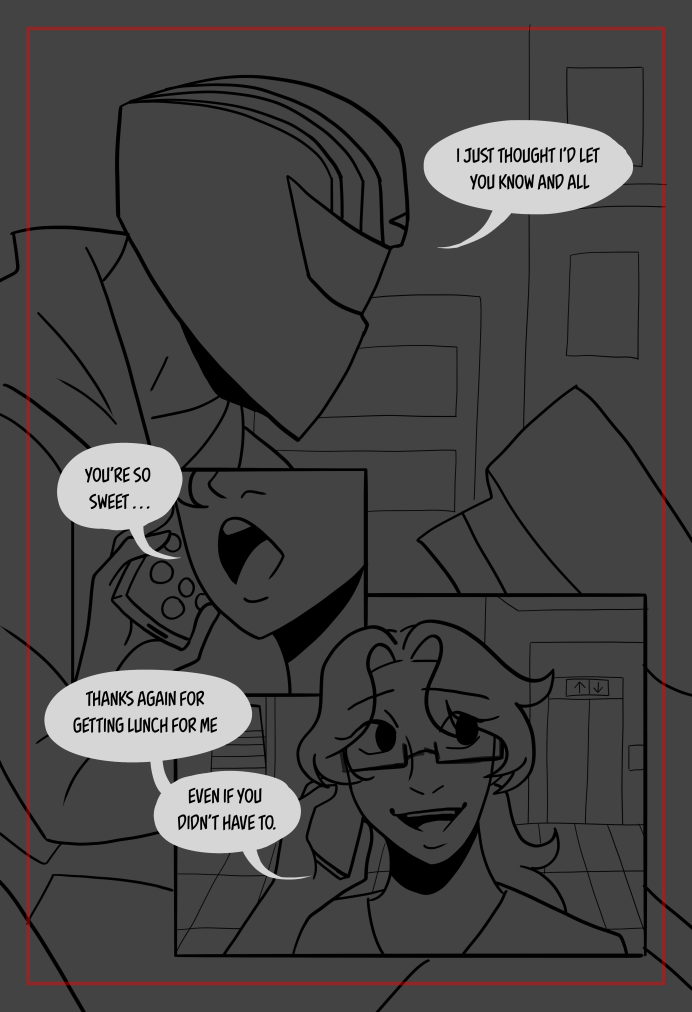 I JUST THOUGHT I'D LET
YOU KNOW AND ALL
YOU'RE SO
SWEET . . .
THANKS AGAIN FOR
GETTING LUNCH FOR ME
EVEN IF YOU
DIDN'T HAVE TO.